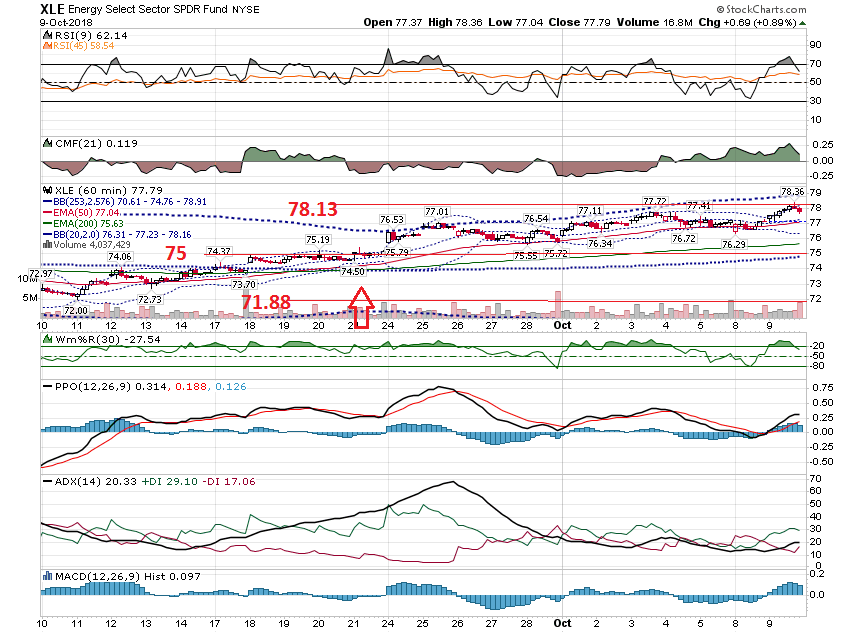 XLE Energy Select Sector SPDR Fund NYSE
© StockCharts.com
9-Oct-2018
Open 77.37 High 78.36 Low 77.04 Close 77.79 Volume 16.8M Chg +0.69 (+0.89%)
RSI(9) 62.14
RSI(45) 58.54
90
70
50
30
10
CMF(21) 0.119
0.25
0.00
-0.25
XLE (60 min) 77.79
BB(253,2.576) 70.61 - 74.76 - 78.91
EMA(50) 77.04
EMA(200) 75.63
BB(20,2.0) 76.31 - 77.23 - 78.16
Volume 4,037,429
78.13
75
71.88
72.97
72.00
74.06
72.73
74.37
73.70
75.19
74.50
76.53
75.79
77.01
76.54
75.55
75.72
77.11
76.34
77.72
76.72
77.41
76.29
78.36
79
78
77
76
75
74
73
72
10M
5M
10 11 12 13 14 17 18 19 20 21 24 25 26 27 28 Oct 2 3 4 5 8 9
Wm%R(30) -27.54
-20
-50
-80
PPO(12,26,9) 0.314, 0.188, 0.126
0.75
0.50
0.25
0.00
-0.25
-0.50
ADX(14) 20.33 +DI 29.10 -DI 17.06
70
60
50
40
30
20
10
0
MACD(12,26,9) Hist 0.097
0.2
0.0
10 11 12 13 14 17 18 19 20 21 24 25 26 27 28 Oct 2 3 4 5 8 9